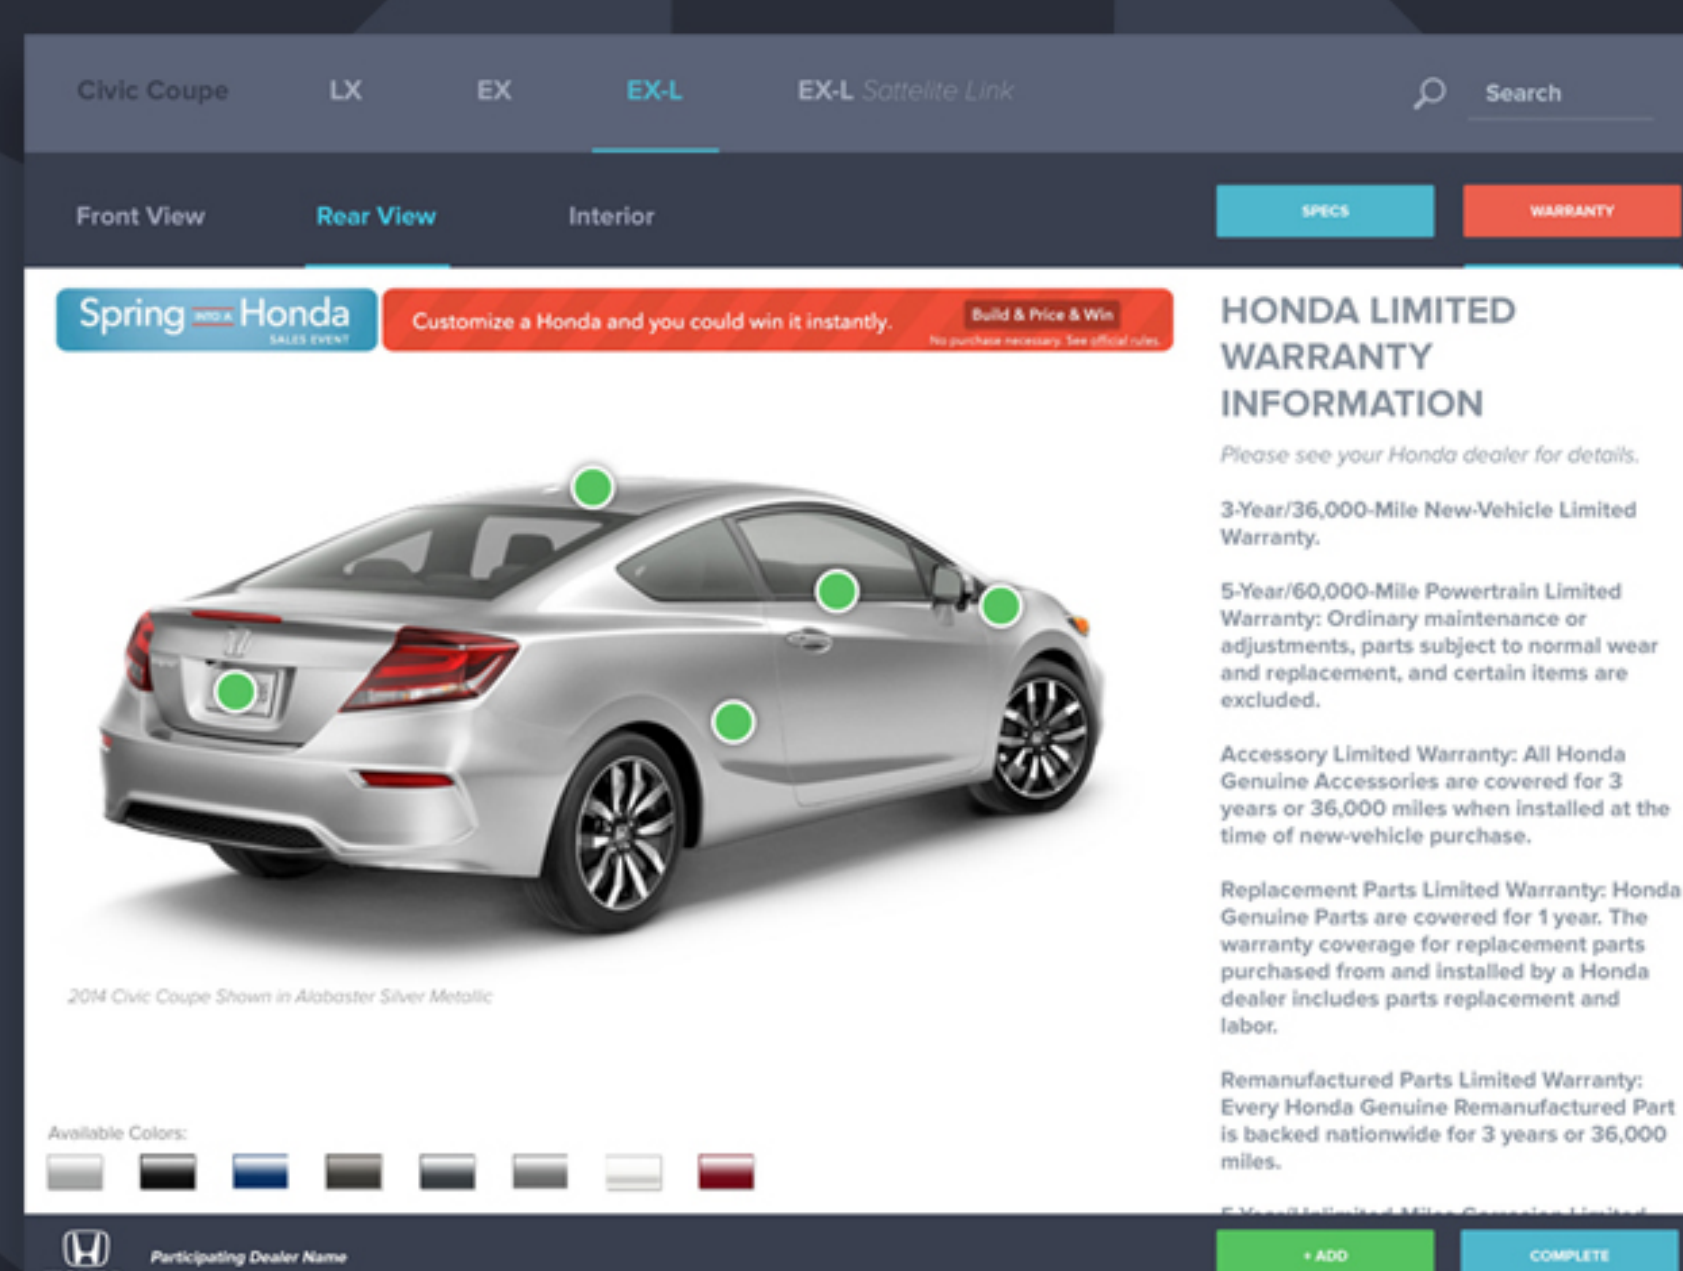 Civic Coupe LX EX EX-L EX-L Sattelite Link Search
Front View Rear View Interior SPECS WARRANTY
Spring INTO A Honda
SALES EVENT
Customize a Honda and you could win it instantly.
Build & Price & Win
No purchase necessary. See official rules.
2014 Civic Coupe Shown in Alabaster Silver Metallic
Available Colors:
HONDA LIMITED
WARRANTY
INFORMATION
Please see your Honda dealer for details.
3-Year/36,000-Mile New-Vehicle Limited
Warranty.
5-Year/60,000-Mile Powertrain Limited
Warranty: Ordinary maintenance or
adjustments, parts subject to normal wear
and replacement, and certain items are
excluded.
Accessory Limited Warranty: All Honda
Genuine Accessories are covered for 3
years or 36,000 miles when installed at the
time of new-vehicle purchase.
Replacement Parts Limited Warranty: Honda
Genuine Parts are covered for 1 year. The
warranty coverage for replacement parts
purchased from and installed by a Honda
dealer includes parts replacement and
labor.
Remanufactured Parts Limited Warranty:
Every Honda Genuine Remanufactured Part
is backed nationwide for 3 years or 36,000
miles.
5-Year/Unlimited-Miles Corrosion Limited
Participating Dealer Name
+ ADD COMPLETE